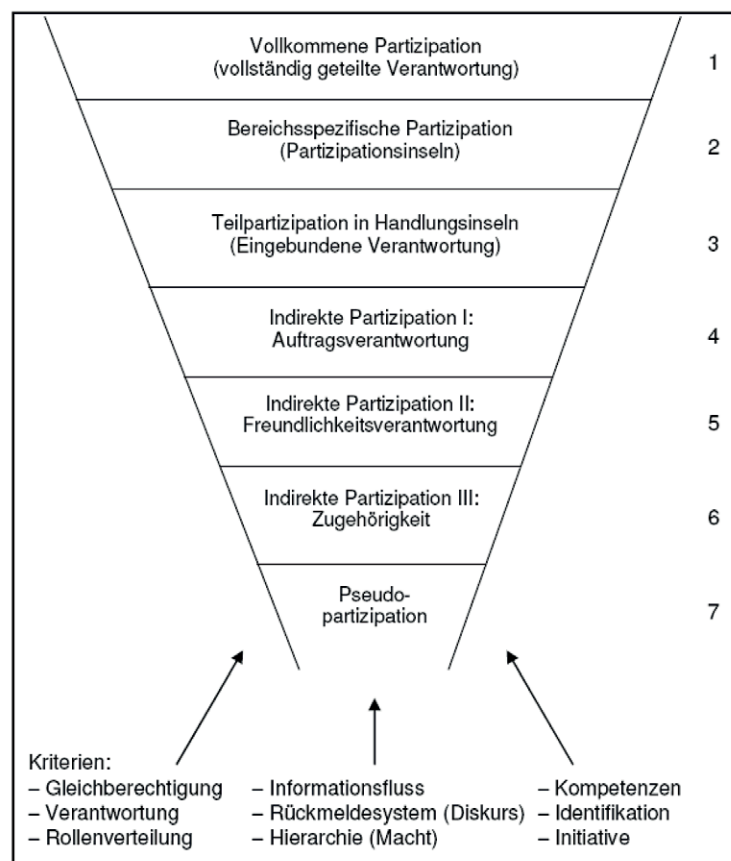 Vollkommene Partizipation
(vollständig geteilte Verantwortung)
1
Bereichsspezifische Partizipation
(Partizipationsinseln)
2
Teilpartizipation in Handlungsinseln
(Eingebundene Verantwortung)
3
Indirekte Partizipation I:
Auftragsverantwortung
4
Indirekte Partizipation II:
Freundlichkeitsverantwortung
5
Indirekte Partizipation III:
Zugehörigkeit
6
Pseudo-
partizipation
7
Kriterien:
– Gleichberechtigung
– Verantwortung
– Rollenverteilung
– Informationsfluss
– Rückmeldesystem (Diskurs)
– Hierarchie (Macht)
– Kompetenzen
– Identifikation
– Initiative